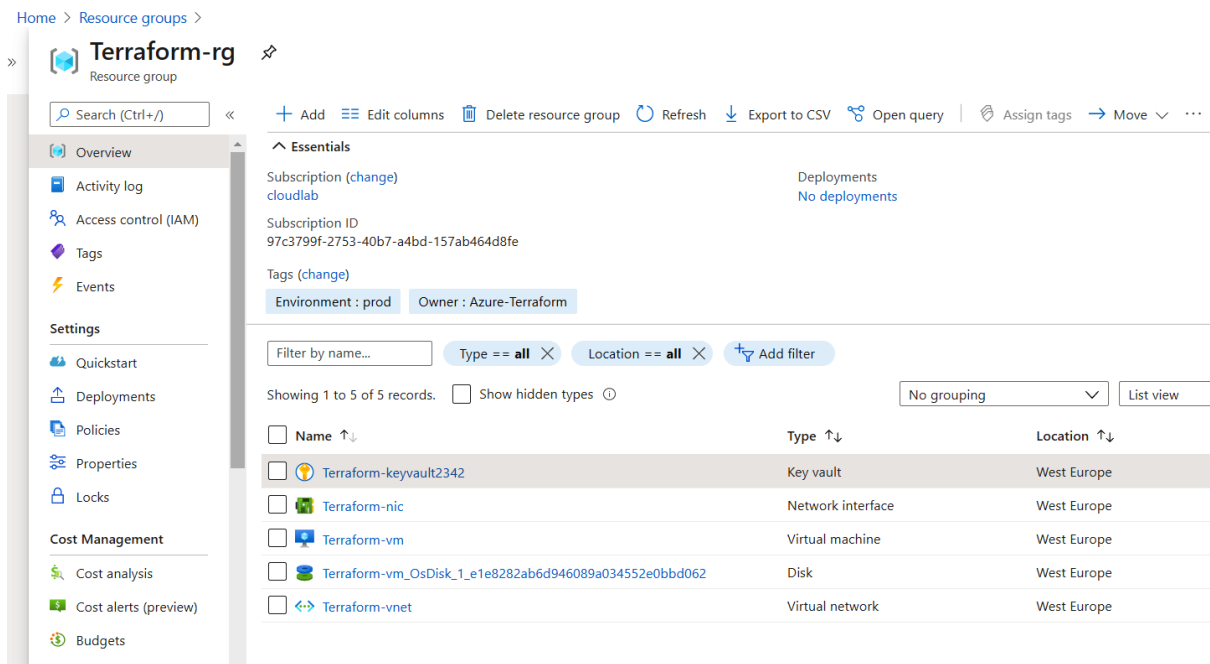 Home > Resource groups >
» Terraform-rg
Resource group
Search (Ctrl+/) «
Overview
Activity log
Access control (IAM)
Tags
Events
Settings
Quickstart
Deployments
Policies
Properties
Locks
Cost Management
Cost analysis
Cost alerts (preview)
Budgets
+ Add Edit columns Delete resource group Refresh Export to CSV Open query | Assign tags Move ...
Essentials
Subscription (change)
cloudlab
Subscription ID
97c3799f-2753-40b7-a4bd-157ab464d8fe
Deployments
No deployments
Tags (change)
Environment : prod Owner : Azure-Terraform
Filter by name... Type == all Location == all Add filter
Showing 1 to 5 of 5 records. Show hidden types No grouping List view
Name Type Location
Terraform-keyvault2342 Key vault West Europe
Terraform-nic Network interface West Europe
Terraform-vm Virtual machine West Europe
Terraform-vm_OsDisk_1_e1e8282ab6d946089a034552e0bbd062 Disk West Europe
Terraform-vnet Virtual network West Europe